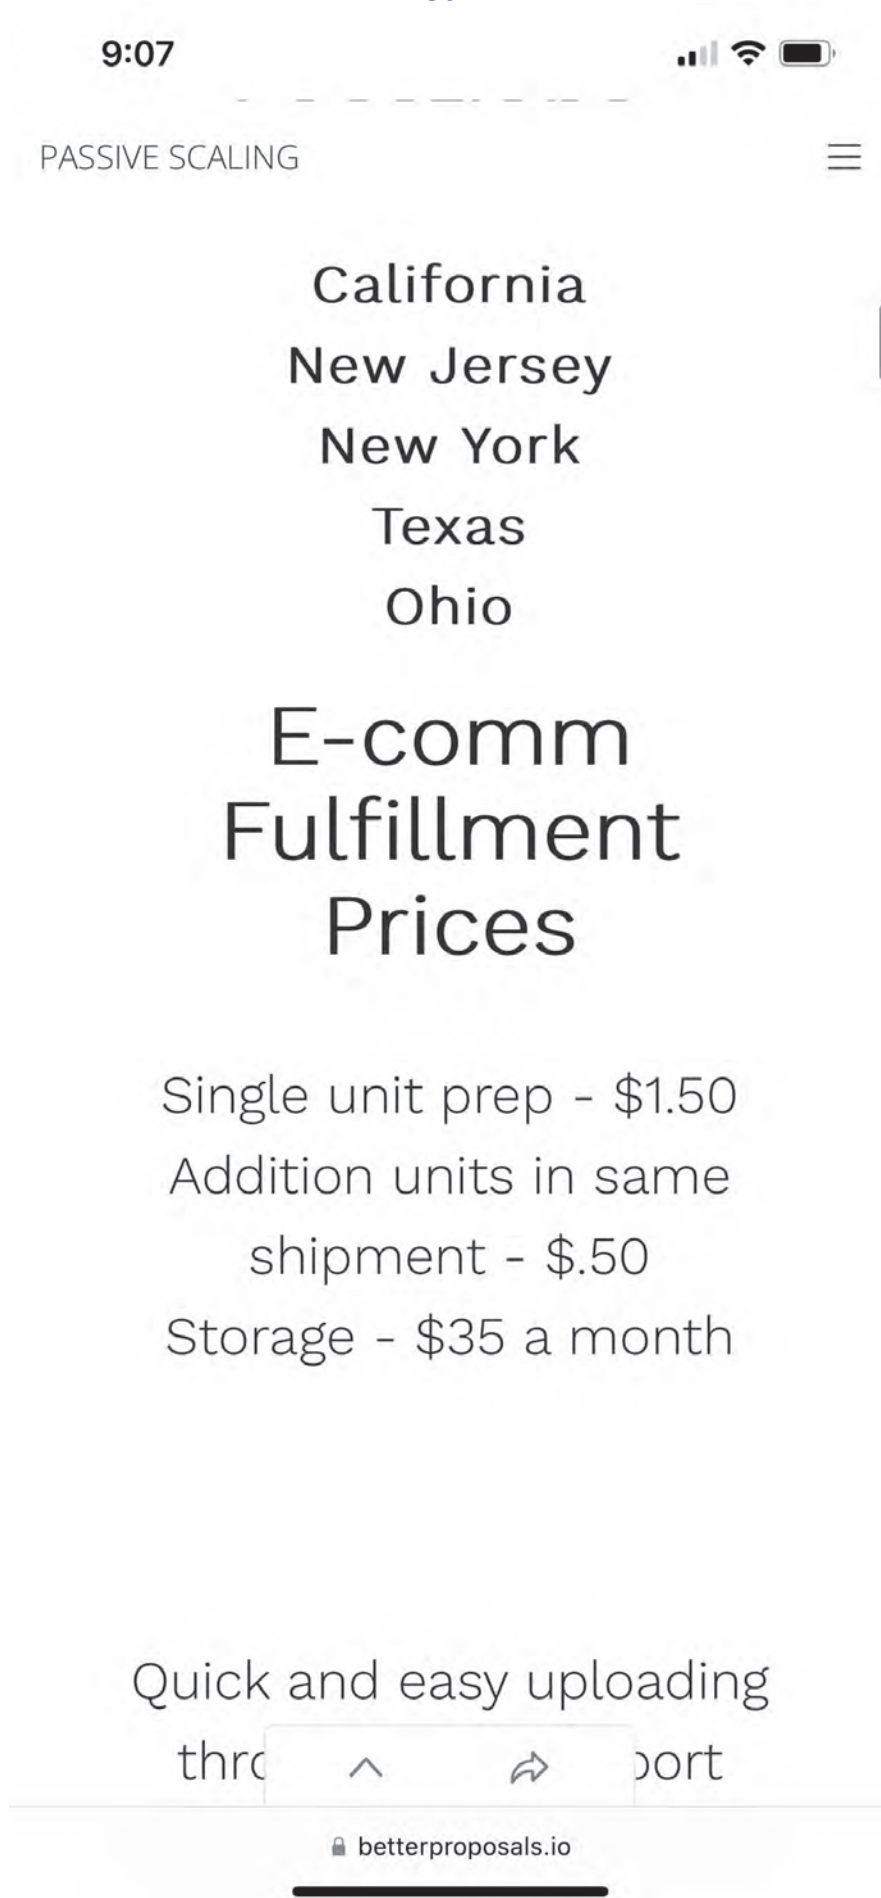 9:07
PASSIVE SCALING
California
New Jersey
New York
Texas
Ohio
E-comm
Fulfillment
Prices
Single unit prep - $1.50
Addition units in same
shipment - $.50
Storage - $35 a month
Quick and easy uploading
betterproposals.io